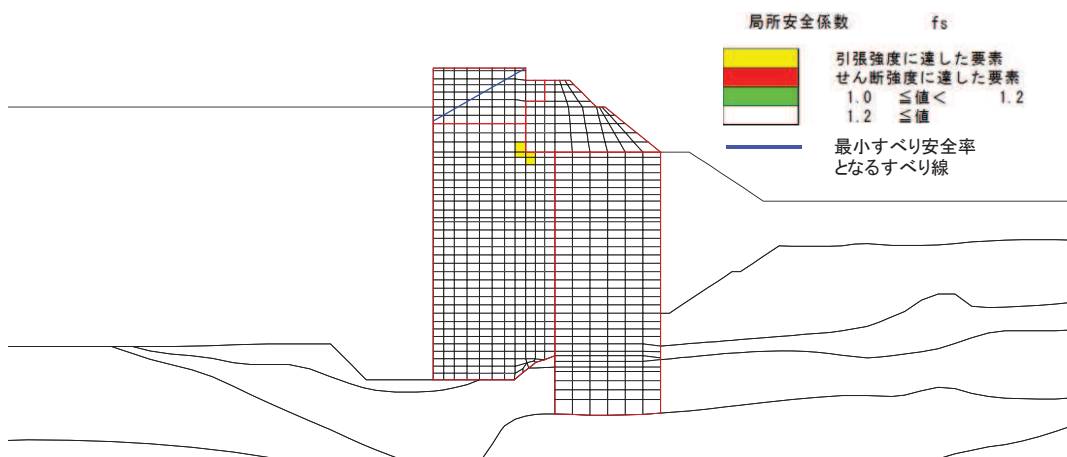 局所安全係数 fs
引張強度に達した要素
せん断強度に達した要素
1.0 ≦値< 1.2
1.2 ≦値
最小すべり安全率
となるすべり線